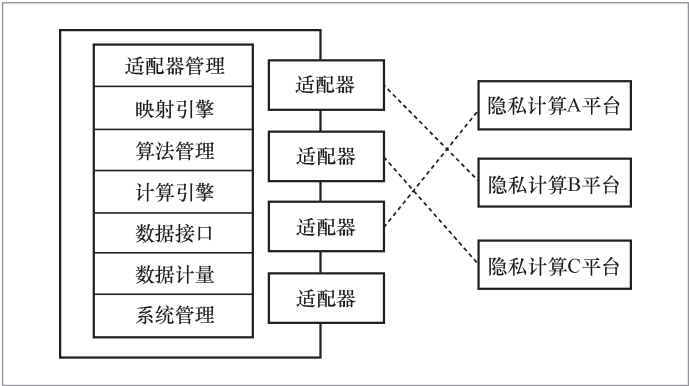 适配器管理
映射引擎
算法管理
计算引擎
数据接口
数据计量
系统管理
适配器
适配器
适配器
适配器
隐私计算A平台
隐私计算B平台
隐私计算C平台